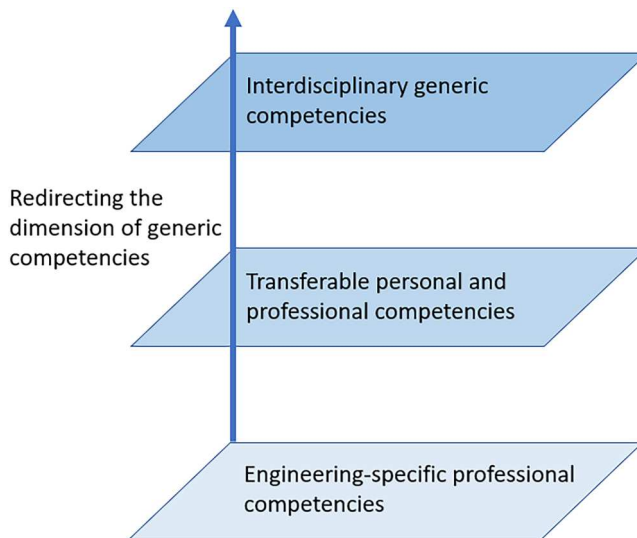 Interdisciplinary generic
competencies
Redirecting the
dimension of generic
competencies
Transferable personal and
professional competencies
Engineering-specific professional
competencies